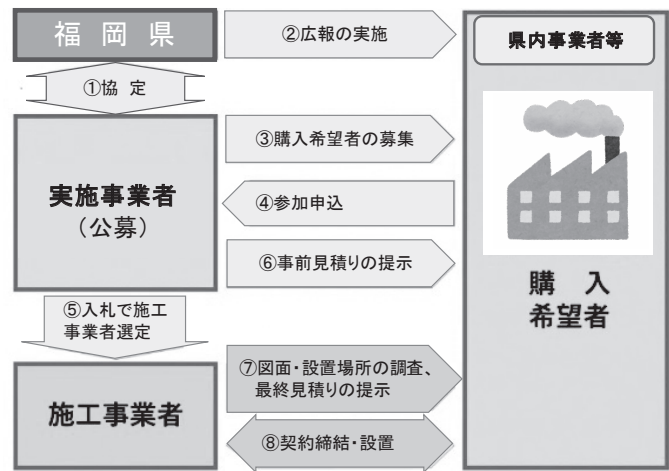 福岡県
②広報の実施
県内事業者等
①協 定
③購入希望者の募集
実施事業者
（公募）
④参加申込
⑥事前見積りの提示
購 入
希望者
⑤入札で施工
事業者選定
⑦図面・設置場所の調査、
最終見積りの提示
施工事業者
⑧契約締結・設置